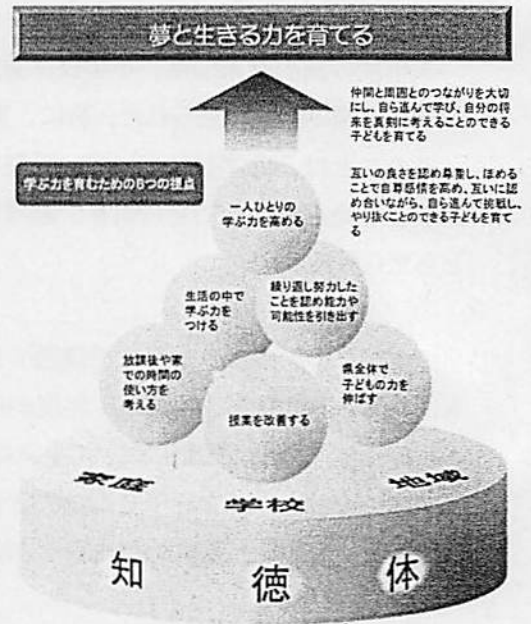 夢と生きる力を育てる
仲間と周囲とのつながりを大切
にし、自ら進んで学び、自分の将
来を真剣に考えることのできる
子どもを育てる
学ぶ力を育むための6つの視点
互いの良さを認め尊重し、ほめる
ことで自尊感情を高め、互いに認
め合いながら、自ら進んで挑戦し、
やり抜くことのできる子どもを育て
る
一人ひとりの
学ぶ力を高める
生活の中で
学ぶ力を
つける
繰り返し努力した
ことを認め能力や
可能性を引き出す
放課後や家
での時間の
使い方を
考える
授業を改善する
県全体で
子どもの力を
伸ばす
家庭
学校
地域
知
徳
体